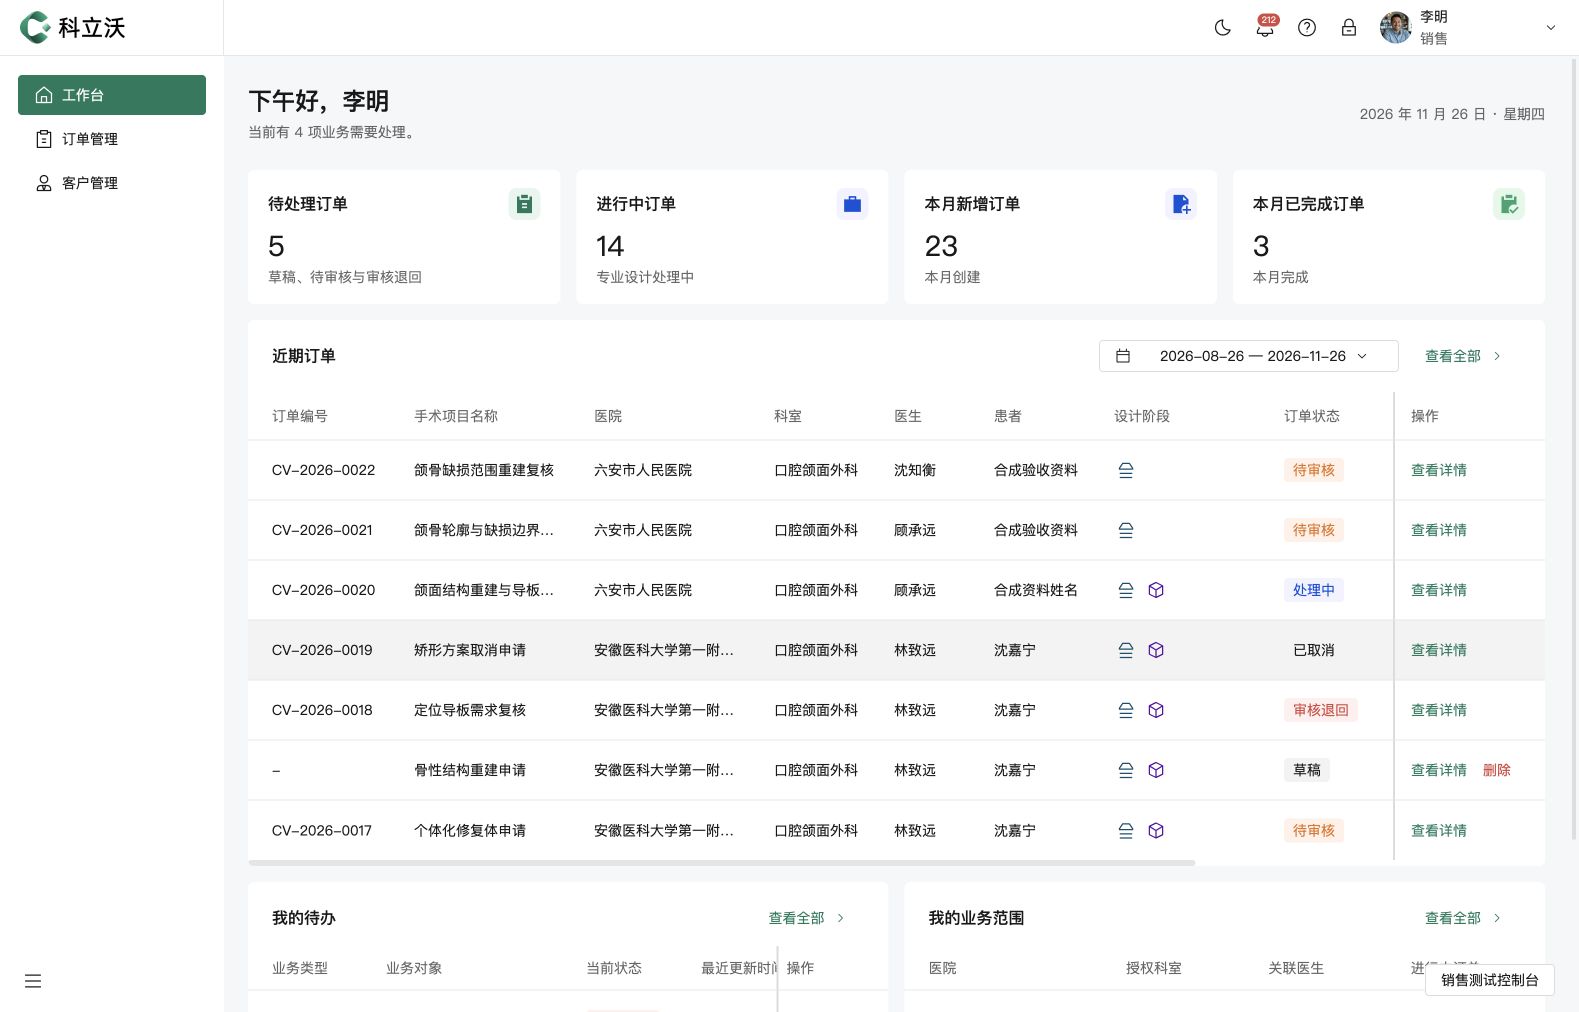 科立沃
212
李明
销售
工作台
订单管理
客户管理
下午好，李明
当前有 4 项业务需要处理。
2026 年 11 月 26 日 · 星期四
待处理订单
5
草稿、待审核与审核退回
进行中订单
14
专业设计处理中
本月新增订单
23
本月创建
本月已完成订单
3
本月完成
近期订单
2026-08-26 — 2026-11-26
查看全部
订单编号 手术项目名称 医院 科室 医生 患者 设计阶段 订单状态 操作
CV-2026-0022 颌骨缺损范围重建复核 六安市人民医院 口腔颌面外科 沈知衡 合成验收资料 待审核 查看详情
CV-2026-0021 颌骨轮廓与缺损边界... 六安市人民医院 口腔颌面外科 顾承远 合成验收资料 待审核 查看详情
CV-2026-0020 颌面结构重建与导板... 六安市人民医院 口腔颌面外科 顾承远 合成资料姓名 处理中 查看详情
CV-2026-0019 矫形方案取消申请 安徽医科大学第一附... 口腔颌面外科 林致远 沈嘉宁 已取消 查看详情
CV-2026-0018 定位导板需求复核 安徽医科大学第一附... 口腔颌面外科 林致远 沈嘉宁 审核退回 查看详情
- 骨性结构重建申请 安徽医科大学第一附... 口腔颌面外科 林致远 沈嘉宁 草稿 查看详情 删除
CV-2026-0017 个体化修复体申请 安徽医科大学第一附... 口腔颌面外科 林致远 沈嘉宁 待审核 查看详情
我的待办
查看全部
业务类型 业务对象 当前状态 最近更新时间 操作
我的业务范围
查看全部
医院 授权科室 关联医生
销售测试控制台